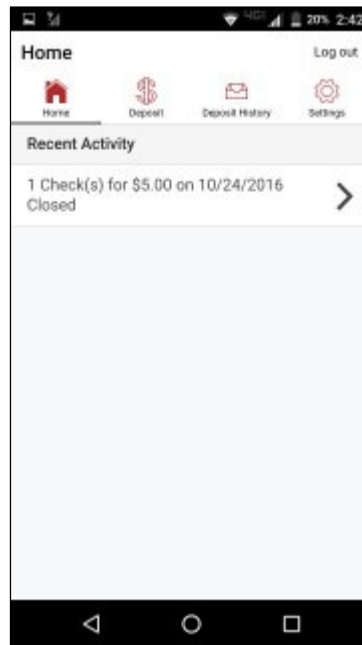 4G 20% 2:42
Home Log out
Home Deposit Deposit History Settings
Recent Activity
1 Check(s) for $5.00 on 10/24/2016
Closed